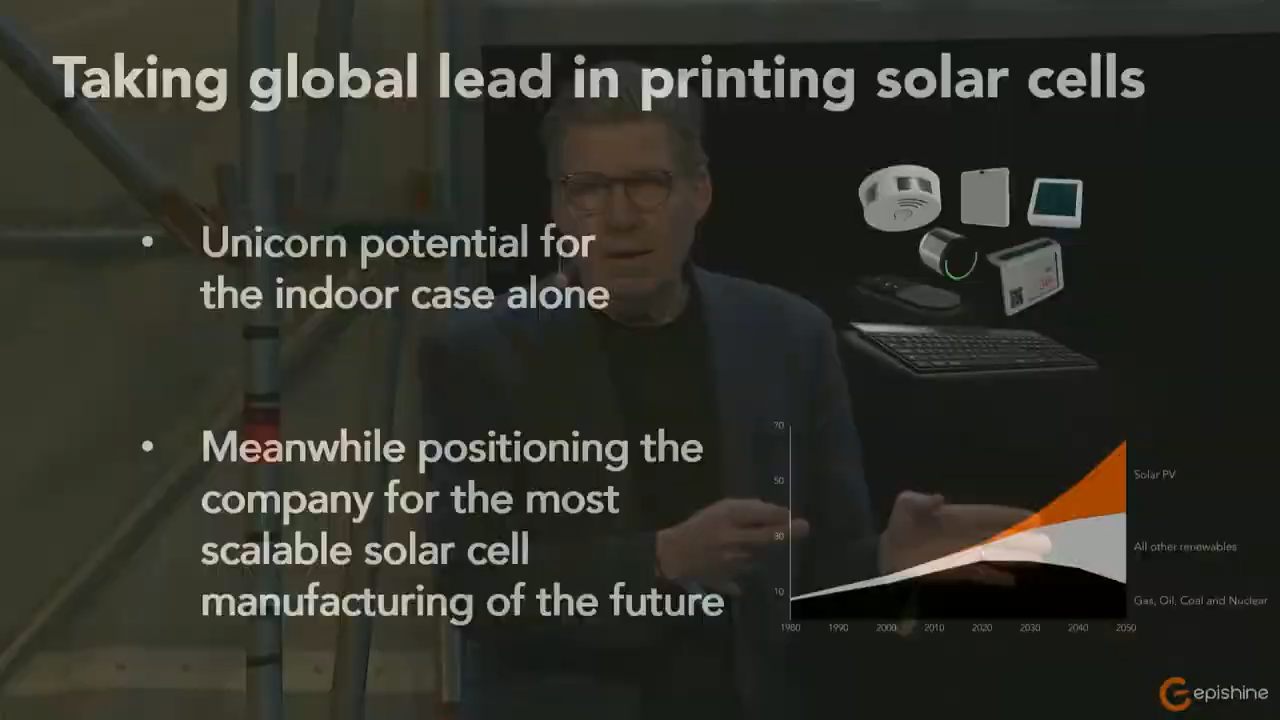 Taking global lead in printing solar cells
• Unicorn potential for
the indoor case alone
• Meanwhile positioning the
company for the most
scalable solar cell
manufacturing of the future
70
50
30
10
1980 1990 2000 2010 2020 2030 2040 2050
Solar PV
All other renewables
Gas, Oil, Coal and Nuclear
epishine